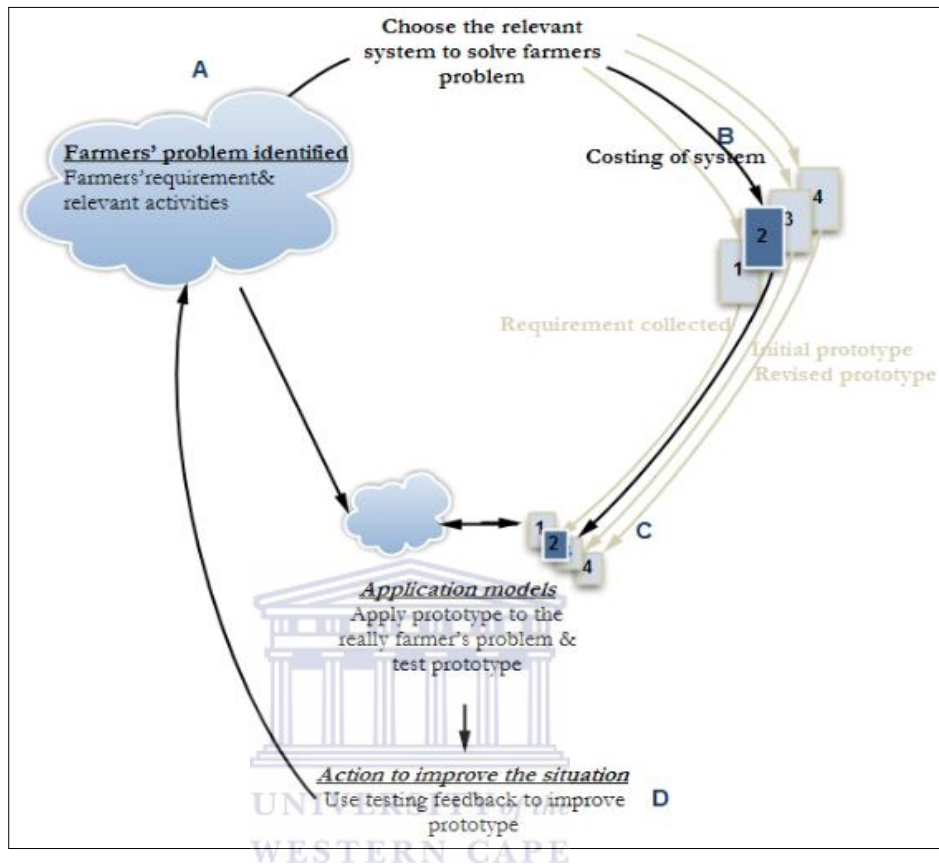 Choose the relevant
system to solve farmers
problem
A
Farmers' problem identified
Farmers'requirement&
relevant activities
B
Costing of system
4
3
2
1
Requirement collected
Initial prototype
Revised prototype
1
2
4
C
Application models
Apply prototype to the
really farmer's problem &
test prototype
Action to improve the situation
Use testing feedback to improve
prototype
D
UNIVERSITY of the
WESTERN CAPE